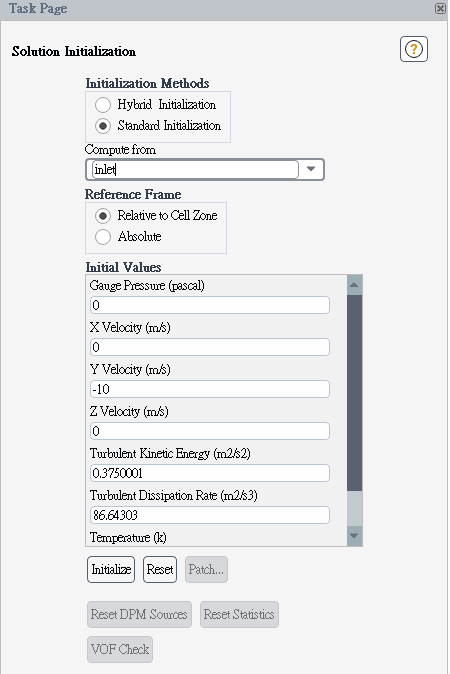 Task Page
Solution Initialization
?
Initialization Methods
Hybrid Initialization
Standard Initialization
Compute from
inlet
Reference Frame
Relative to Cell Zone
Absolute
Initial Values
Gauge Pressure (pascal)
0
X Velocity (m/s)
0
Y Velocity (m/s)
-10
Z Velocity (m/s)
0
Turbulent Kinetic Energy (m2/s2)
0.3750001
Turbulent Dissipation Rate (m2/s3)
86.64303
Temperature (k)
Initialize Reset Patch...
Reset DPM Sources Reset Statistics
VOF Check